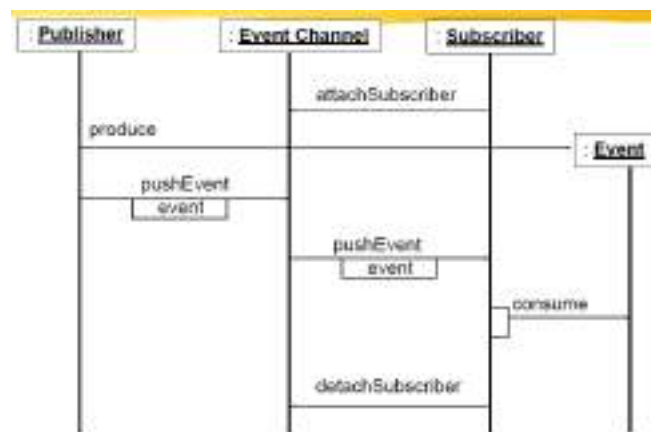 : Publisher
: Event Channel
: Subscriber
attachSubscriber
produce
: Event
pushEvent
event
pushEvent
event
consume
detachSubscriber